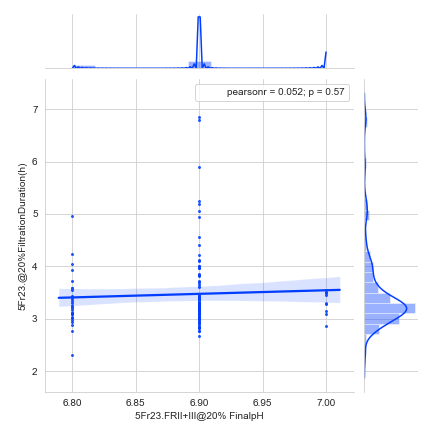 pearsonr = 0.052; p = 0.57
7
6
5
4
3
2
5Fr23.@20%FiltrationDuration(h)
6.80 6.85 6.90 6.95 7.00
5Fr23.FRII+III@20% FinalpH